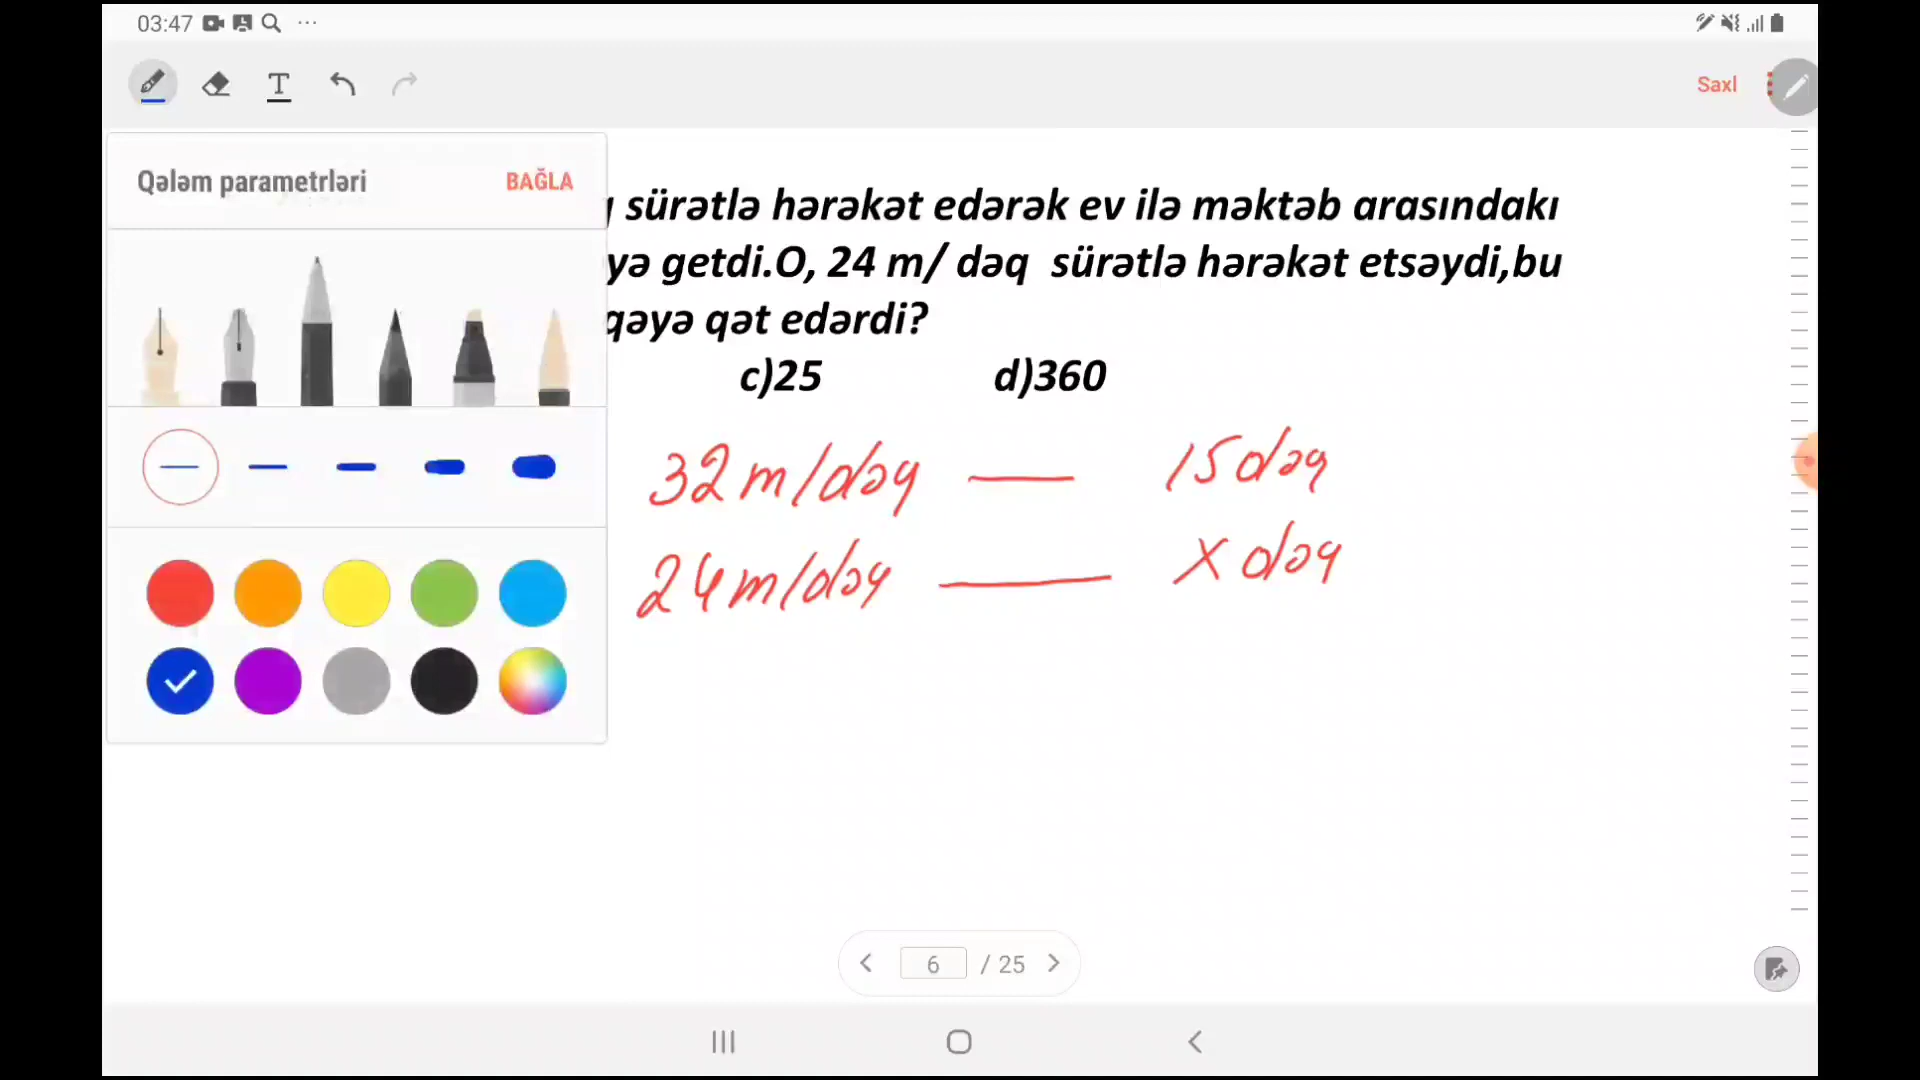 03:47
T
Saxl
Qələm parametrləri
BAĞLA
sürətlə hərəkət edərək ev ilə məktəb arasındakı
yə getdi.O, 24 m/ dəq sürətlə hərəkət etsəydi,bu
qəyə qət edərdi?
c)25 d)360
32 m/dəq — 15 dəq
24 m/dəq — x dəq
6 / 25